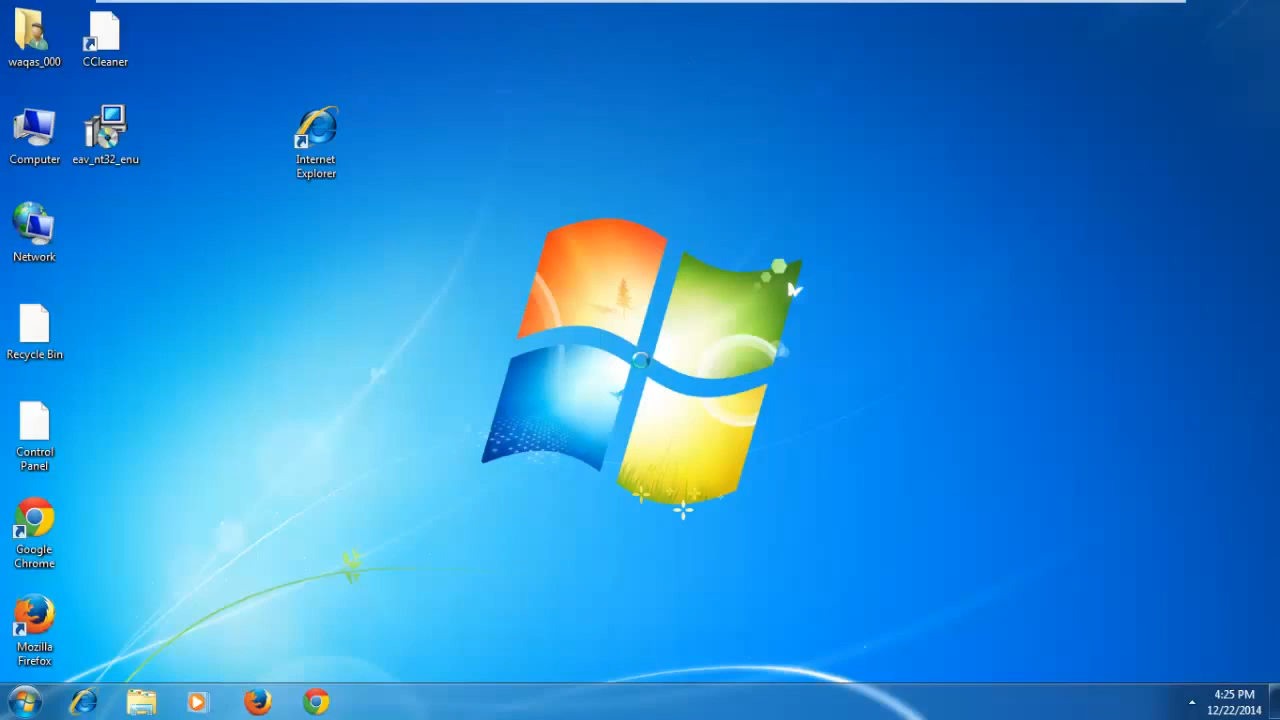 waqas_000
CCleaner
Computer
eav_nt32_enu
Internet
Explorer
Network
Recycle Bin
Control
Panel
Google
Chrome
Mozilla
Firefox
4:25 PM
12/22/2014